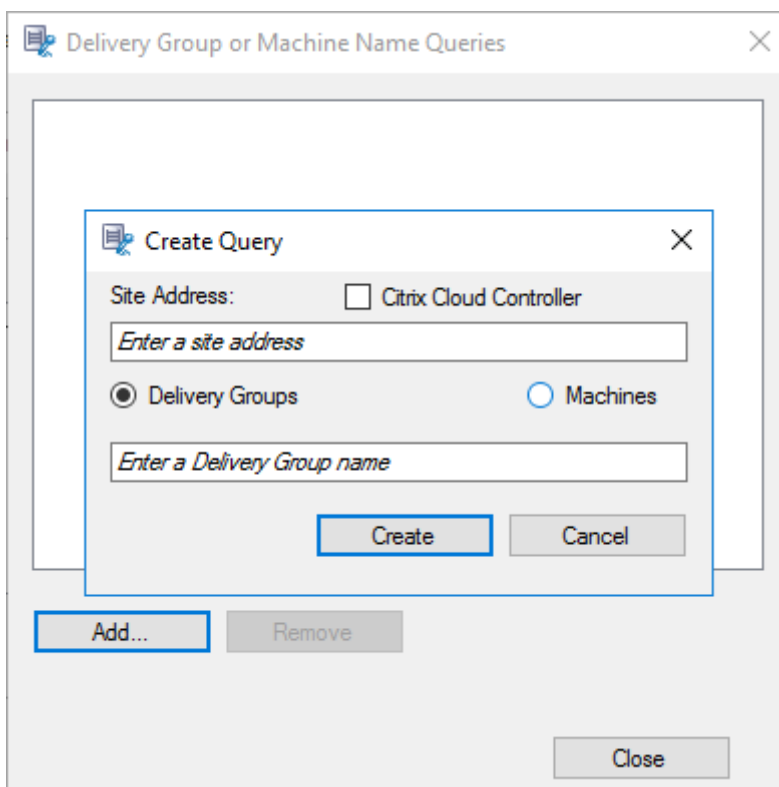 Delivery Group or Machine Name Queries
Create Query
Site Address: Citrix Cloud Controller
Enter a site address
Delivery Groups Machines
Enter a Delivery Group name
Create Cancel
Add... Remove
Close